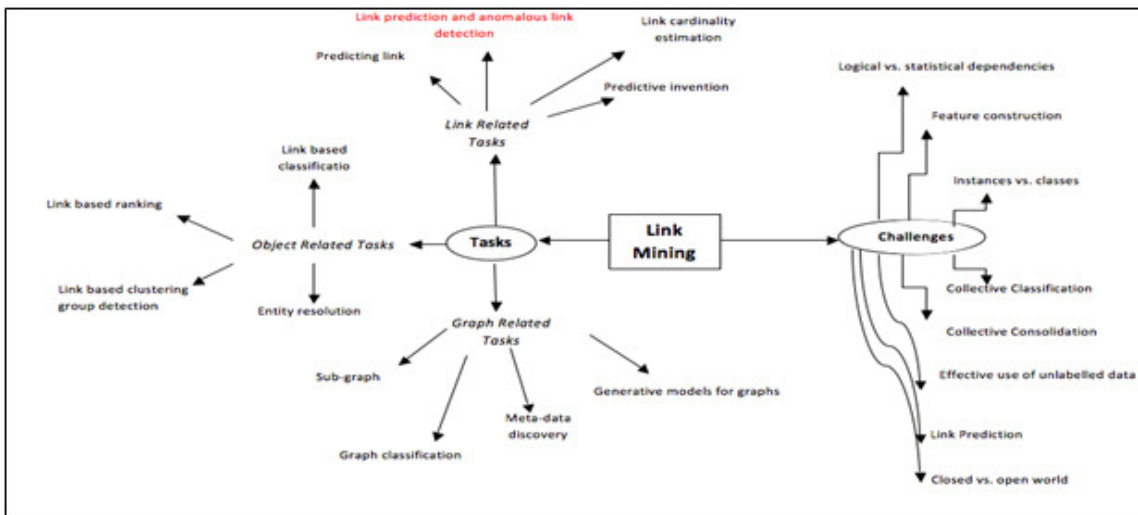 Link prediction and anomalous link
detection
Link cardinality
estimation
Predicting link
Predictive invention
Link Related
Tasks
Link based
classificatio
Link based ranking
Object Related Tasks
Link based clustering
group detection
Entity resolution
Tasks
Link
Mining
Graph Related
Tasks
Sub-graph
Graph classification
Meta-data
discovery
Generative models for graphs
Challenges
Logical vs. statistical dependencies
Feature construction
Instances vs. classes
Collective Classification
Collective Consolidation
Effective use of unlabelled data
Link Prediction
Closed vs. open world